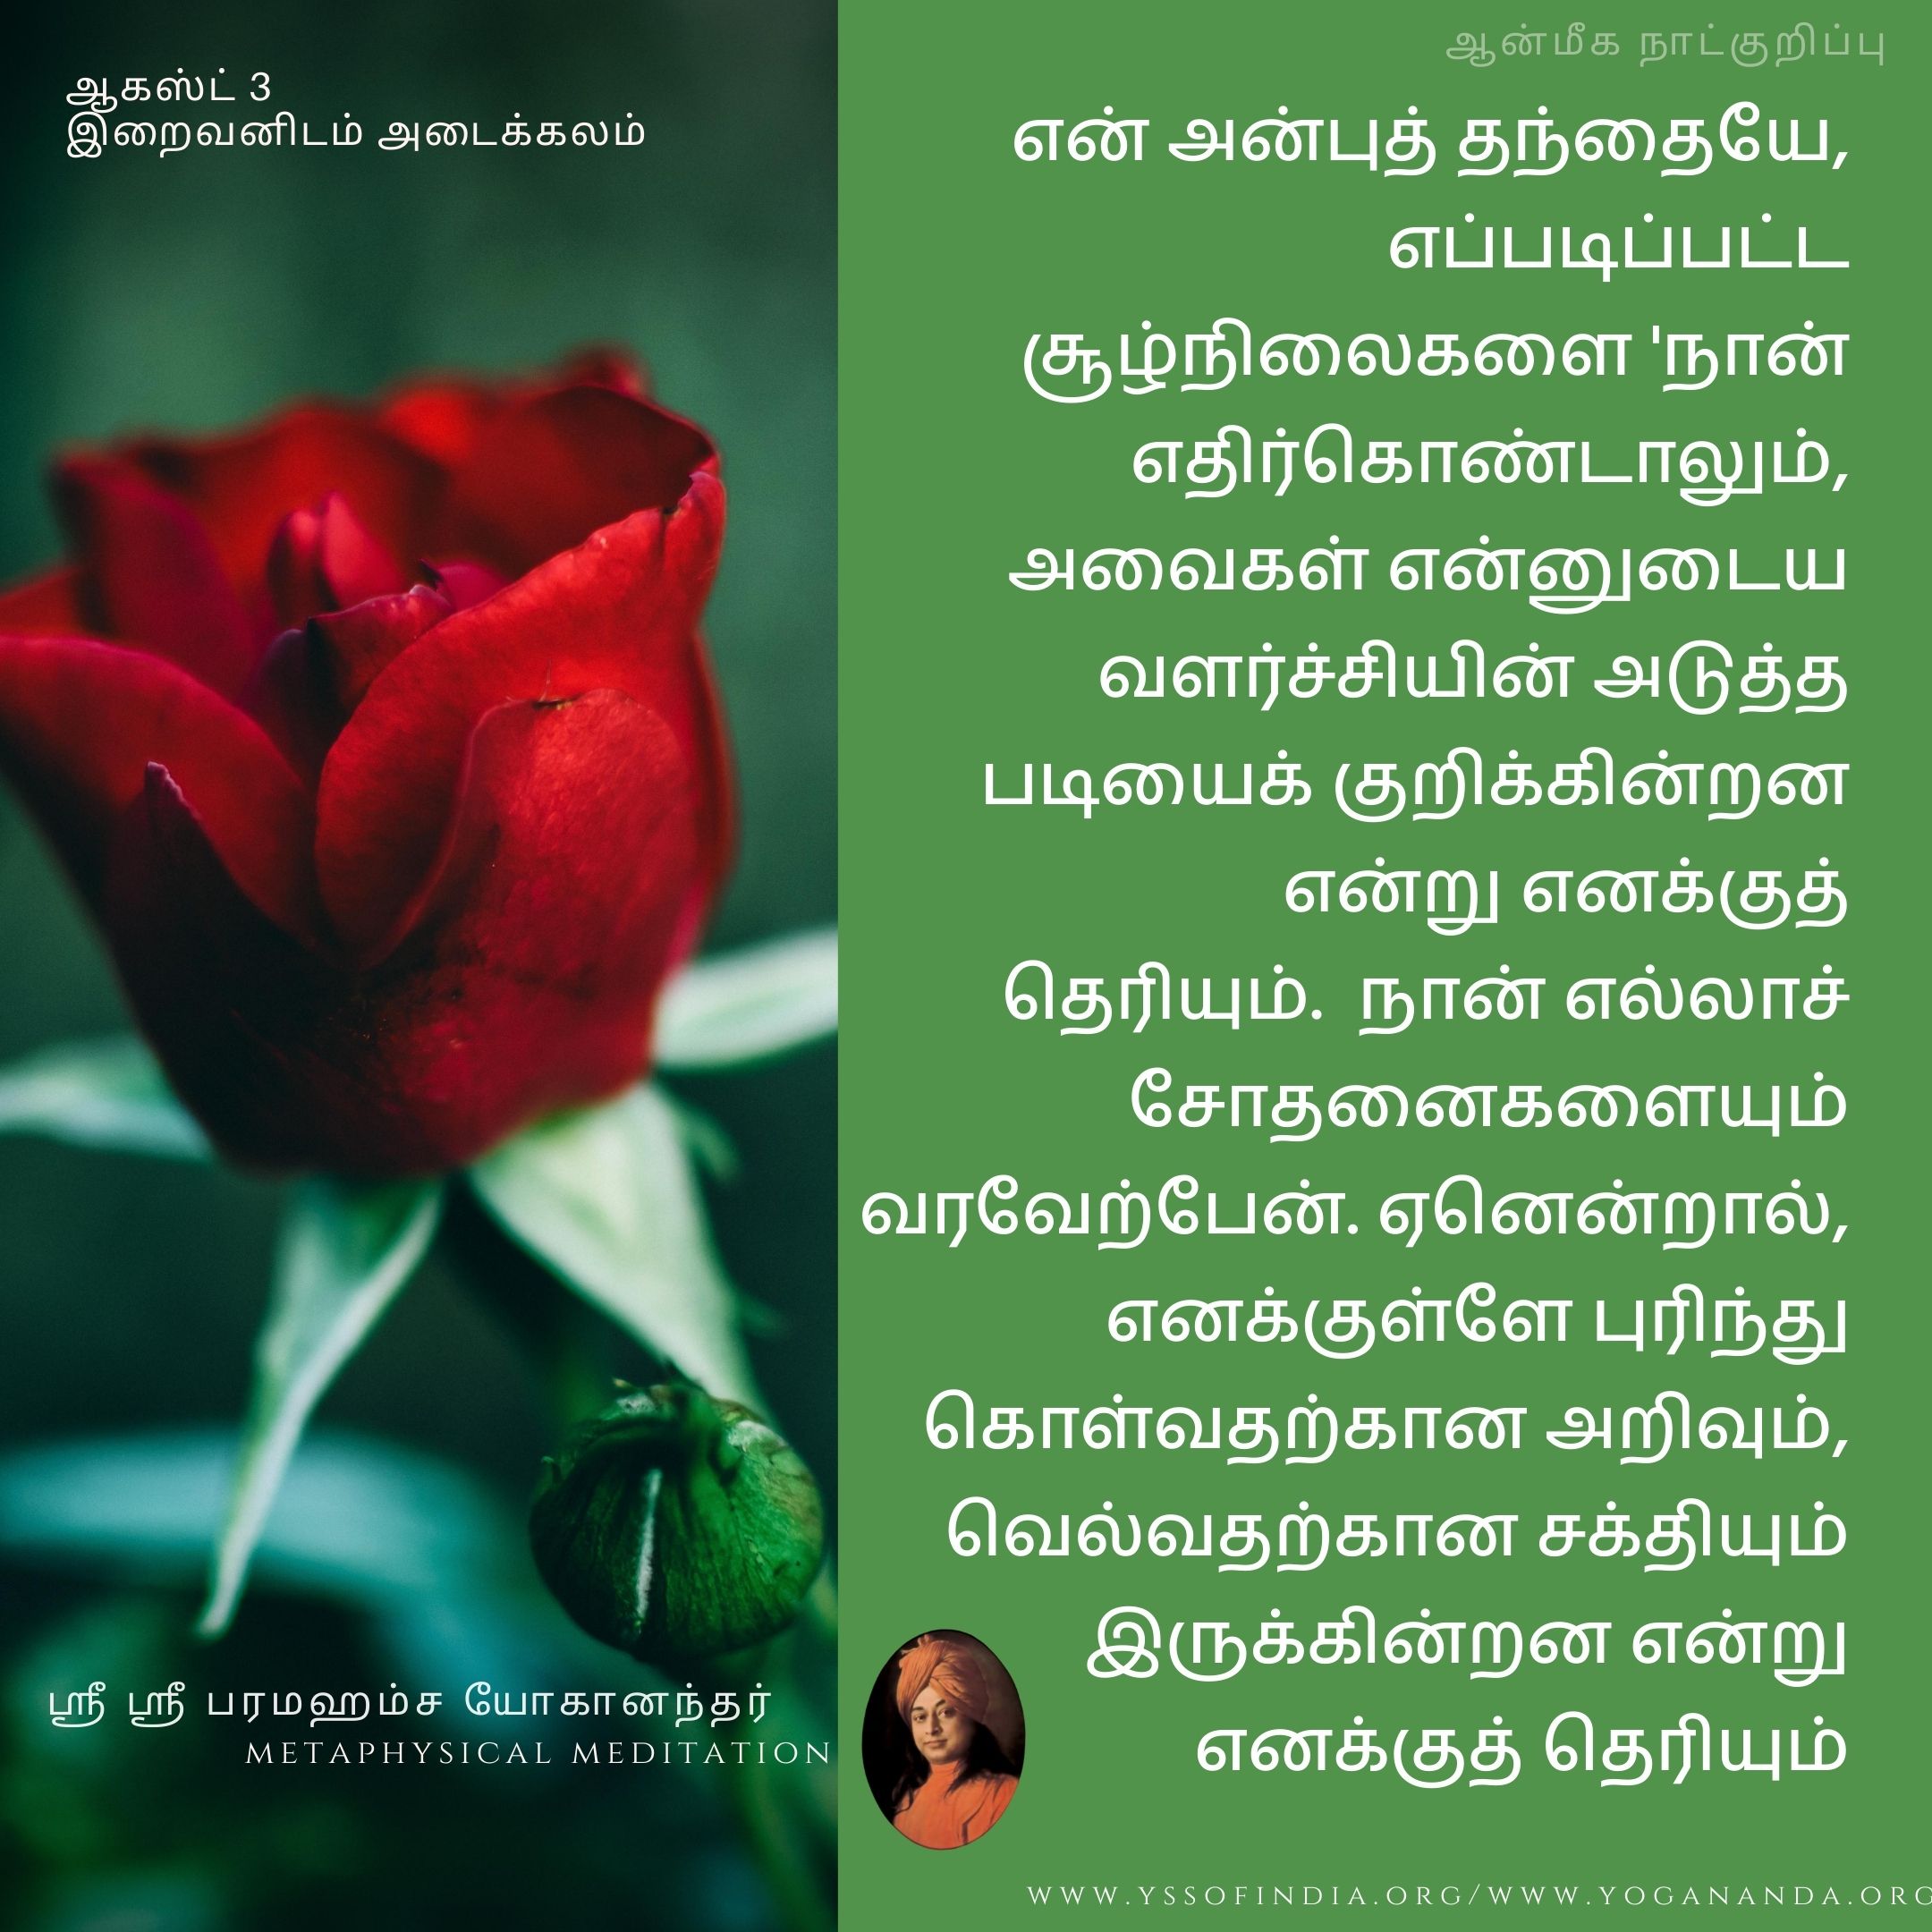 ஆன்மீக நாட்குறிப்பு
ஆகஸ்ட் 3
இறைவனிடம் அடைக்கலம்
என் அன்புத் தந்தையே,
எப்படிப்பட்ட
சூழ்நிலைகளை 'நான்
எதிர்கொண்டாலும்,
அவைகள் என்னுடைய
வளர்ச்சியின் அடுத்த
படியைக் குறிக்கின்றன
என்று எனக்குத்
தெரியும். நான் எல்லாச்
சோதனைகளையும்
வரவேற்பேன். ஏனென்றால்,
எனக்குள்ளே புரிந்து
கொள்வதற்கான அறிவும்,
வெல்வதற்கான சக்தியும்
இருக்கின்றன என்று
எனக்குத் தெரியும்
ஸ்ரீ ஸ்ரீ பரமஹம்ச யோகானந்தர்
METAPHYSICAL MEDITATION
WWW.YSSOFINDIA.ORG/WWW.YOGANANDA.ORG